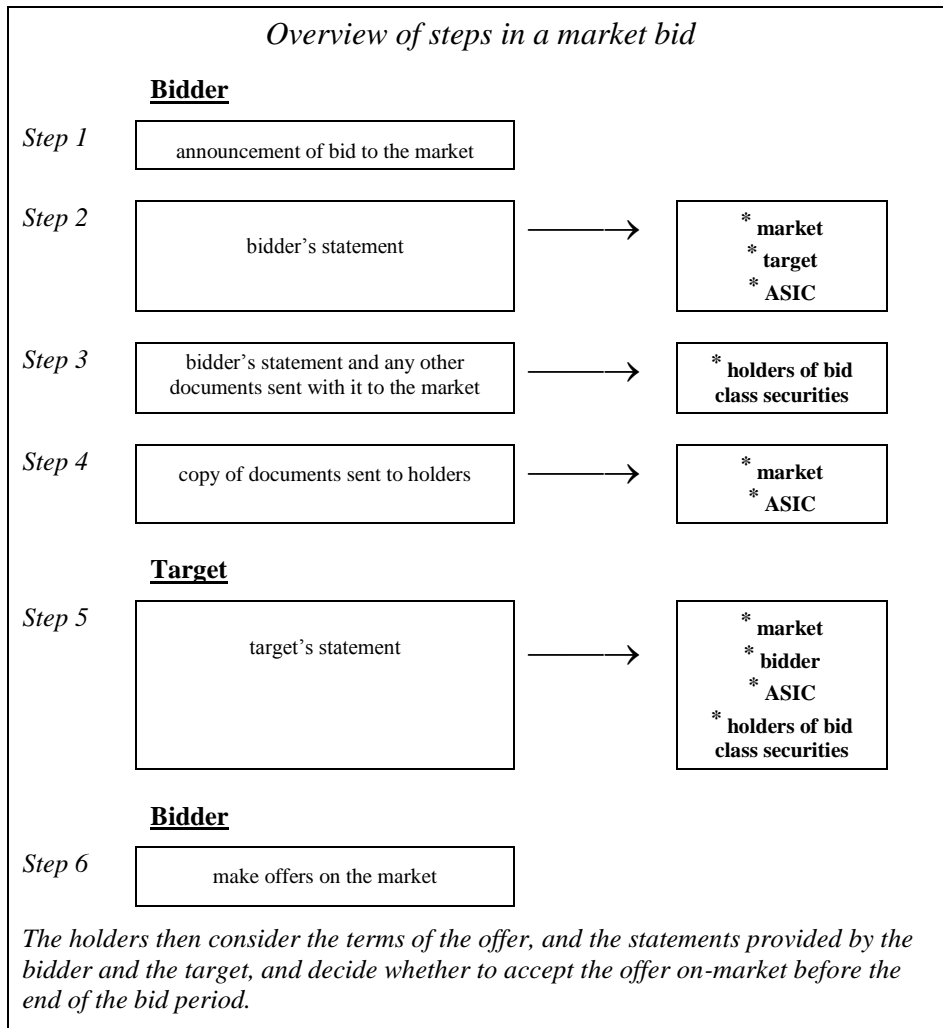 Overview of steps in a market bid
Bidder
Step 1
announcement of bid to the market
Step 2
bidder’s statement
* market
* target
* ASIC
Step 3
bidder’s statement and any other
documents sent with it to the market
* holders of bid
class securities
Step 4
copy of documents sent to holders
* market
* ASIC
Target
Step 5
target’s statement
* market
* bidder
* ASIC
* holders of bid
class securities
Bidder
Step 6
make offers on the market
The holders then consider the terms of the offer, and the statements provided by the
bidder and the target, and decide whether to accept the offer on-market before the
end of the bid period.